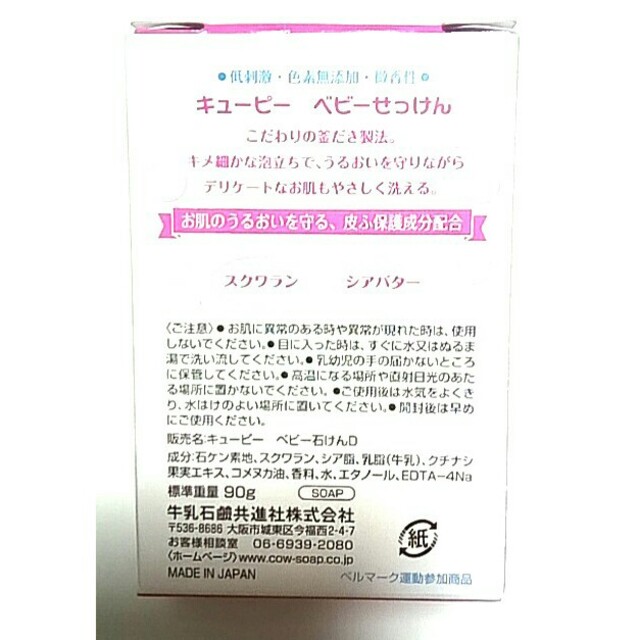 低刺激・色素無添加・微香性
キューピー ベビーせっけん
こだわりの釜だき製法。
キメ細かな泡立ちで、うるおいを守りながら
デリケートなお肌もやさしく洗える。
お肌のうるおいを守る、皮ふ保護成分配合
スクワラン シアバター
〈ご注意〉●お肌に異常のある時や異常が現れた時は、使用
しないでください。●目に入った時は、すぐに水又はぬるま
湯で洗い流してください。●乳幼児の手の届かないところ
に保管してください。●高温になる場所や直射日光のあた
る場所に置かないでください。●ご使用後は水気をよくき
り、水はけのよい場所に置いてください。●開封後は早め
にご使用ください。
販売名:キューピー ベビー石けんD
成分:石ケン素地、スクワラン、シア脂、乳脂(牛乳)、クチナシ
果実エキス、コメヌカ油、香料、水、エタノール、EDTA-4Na
標準重量 90g SOAP
牛乳石鹼共進社株式会社
〒536-8686 大阪市城東区今福西2-4-7
お客様相談室 06-6939-2080
〈ホームページ〉www.cow-soap.co.jp
MADE IN JAPAN
紙
ベルマーク運動参加商品